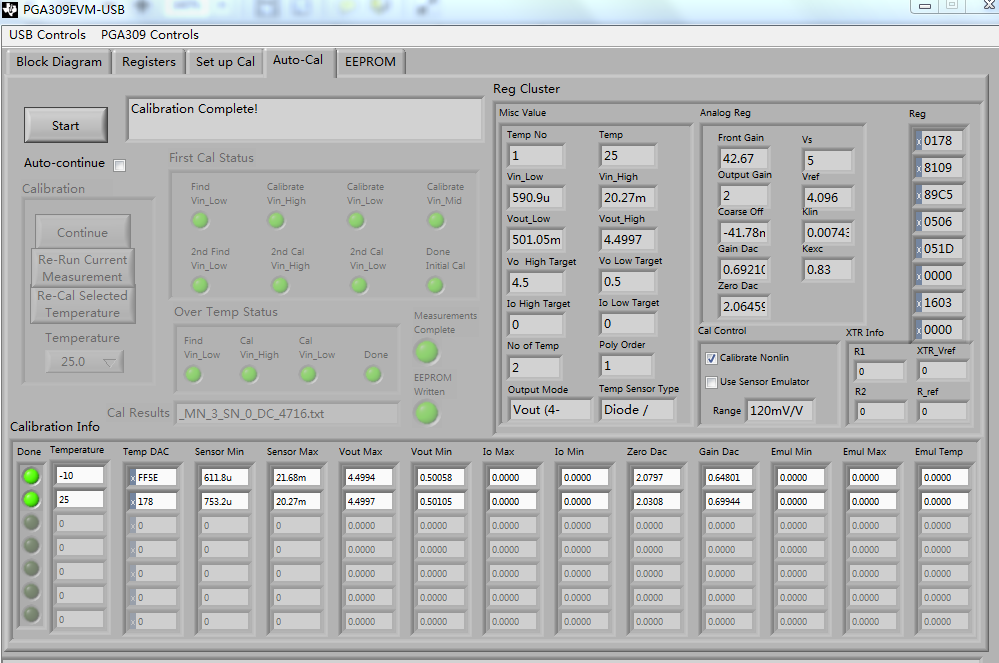 PGA309EVM-USB
USB Controls PGA309 Controls
Block Diagram Registers Set up Cal Auto-Cal EEPROM
Start
Calibration Complete!
Auto-continue
Calibration
Continue
Re-Run Current
Measurement
Re-Cal Selected
Temperature
Temperature
25.0
First Cal Status
Find
Vin_Low
Calibrate
Vin_High
Calibrate
Vin_Low
Calibrate
Vin_Mid
2nd Find
Vin_Low
2nd Cal
Vin_High
2nd Cal
Vin_Low
Done
Initial Cal
Over Temp Status
Find
Vin_Low
Cal
Vin_High
Cal
Vin_Low
Done
Measurements
Complete
EEPROM
Written
Cal Results _MN_3_SN_0_DC_4716.txt
Reg Cluster
Misc Value
Temp No Temp
1 25
Vin_Low Vin_High
590.9u 20.27m
Vout_Low Vout_High
501.05m 4.4997
Vo High Target Vo Low Target
4.5 0.5
Io High Target Io Low Target
0 0
No of Temp Poly Order
2 1
Output Mode Temp Sensor Type
Vout (4- Diode /
Analog Reg
Front Gain Vs
42.67 5
Output Gain Vref
2 4.096
Coarse Off Klin
-41.78m 0.00743
Gain Dac Kexc
0.69210 0.83
Zero Dac
2.06459
Reg
x 0178
x 8109
x 89C5
x 0506
x 051D
x 0000
x 1603
x 0000
Cal Control
Calibrate Nonlin
Use Sensor Emulator
Range 120mV/V
XTR Info
R1 XTR_Vref
0 0
R2 R_ref
0 0
Calibration Info
Done Temperature Temp DAC Sensor Min Sensor Max Vout Max Vout Min Io Max Io Min Zero Dac Gain Dac Emul Min Emul Max Emul Temp
-10 x FF5E 611.8u 21.68m 4.4994 0.50058 0.0000 0.0000 2.0797 0.64801 0.0000 0.0000 0.0000
25 x 178 753.2u 20.27m 4.4997 0.50105 0.0000 0.0000 2.0308 0.69944 0.0000 0.0000 0.0000
0 x 0 0 0 0.0000 0.0000 0.0000 0.0000 0.0000 0.0000 0.0000 0.0000 0.0000
0 x 0 0 0 0.0000 0.0000 0.0000 0.0000 0.0000 0.0000 0.0000 0.0000 0.0000
0 x 0 0 0 0.0000 0.0000 0.0000 0.0000 0.0000 0.0000 0.0000 0.0000 0.0000
0 x 0 0 0 0.0000 0.0000 0.0000 0.0000 0.0000 0.0000 0.0000 0.0000 0.0000
0 x 0 0 0 0.0000 0.0000 0.0000 0.0000 0.0000 0.0000 0.0000 0.0000 0.0000